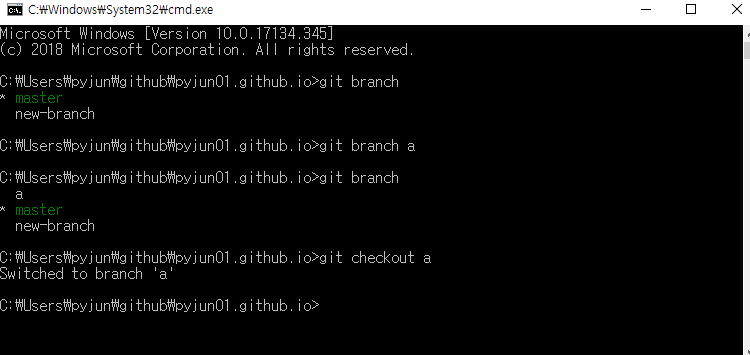 C:\Windows\System32\cmd.exe
Microsoft Windows [Version 10.0.17134.345]
(c) 2018 Microsoft Corporation. All rights reserved.
C:₩Users₩pyjun₩github₩pyjun01.github.io>git branch
* master
new-branch
C:₩Users₩pyjun₩github₩pyjun01.github.io>git branch a
C:₩Users₩pyjun₩github₩pyjun01.github.io>git branch
a
* master
new-branch
C:₩Users₩pyjun₩github₩pyjun01.github.io>git checkout a
Switched to branch 'a'
C:₩Users₩pyjun₩github₩pyjun01.github.io>